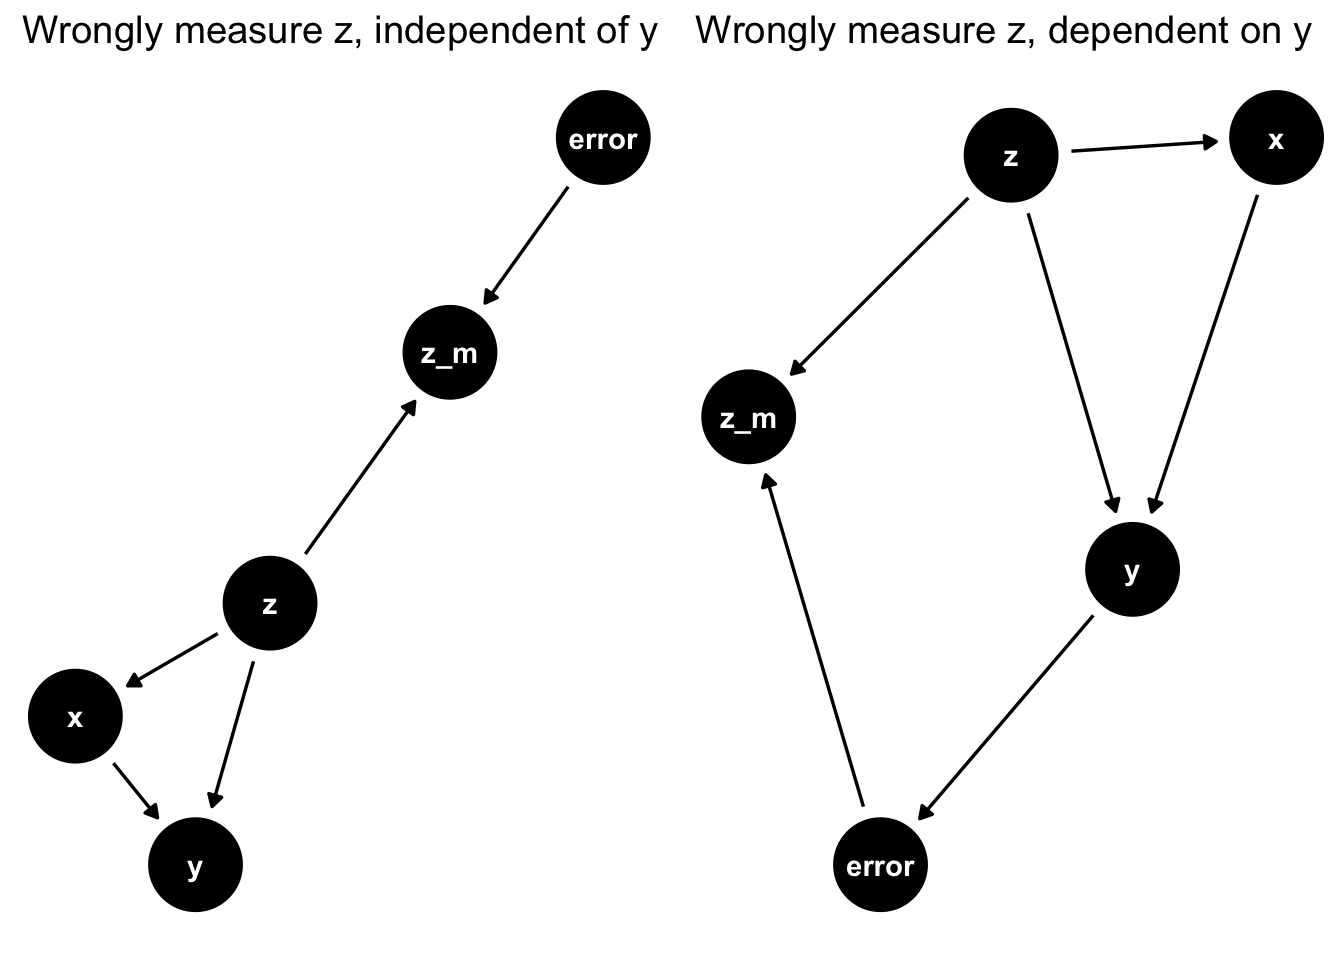 Wrongly measure z, independent of y
error
z_m
z
x
y
Wrongly measure z, dependent on y
z
x
z_m
y
error